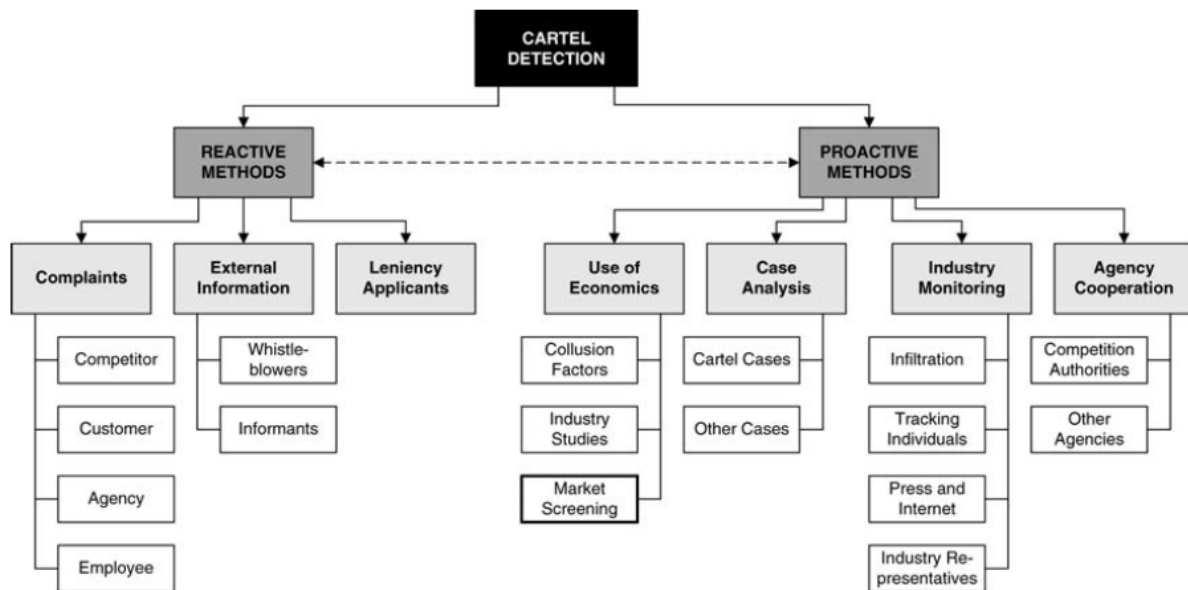 CARTEL
DETECTION
REACTIVE
METHODS
PROACTIVE
METHODS
Complaints
External
Information
Leniency
Applicants
Use of
Economics
Case
Analysis
Industry
Monitoring
Agency
Cooperation
Competitor
Customer
Agency
Employee
Whistle-
blowers
Informants
Collusion
Factors
Industry
Studies
Market
Screening
Cartel Cases
Other Cases
Infiltration
Tracking
Individuals
Press and
Internet
Industry Re-
presentatives
Competition
Authorities
Other
Agencies